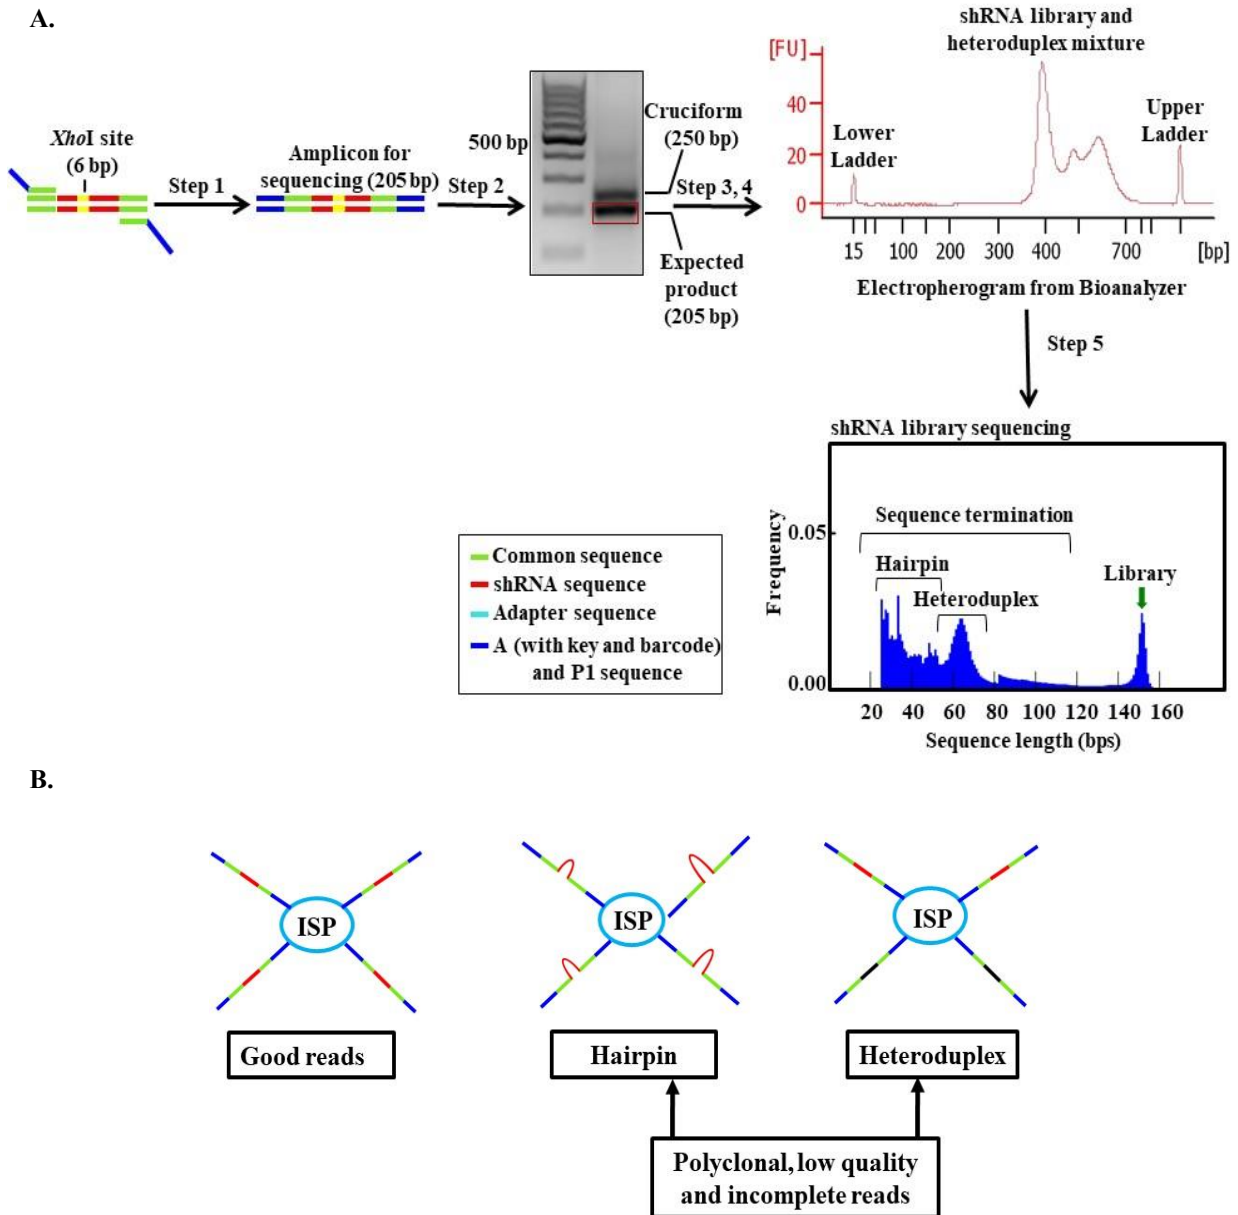 A.
XhoI site
(6 bp)
Step 1
Amplicon for
sequencing (205 bp)
Step 2
500 bp
Cruciform
(250 bp)
Step 3, 4
Expected
product
(205 bp)
shRNA library and
heteroduplex mixture
[FU]
40
20
0
Lower
Ladder
Upper
Ladder
15 100 200 300 400 700 [bp]
Electropherogram from Bioanalyzer
Step 5
shRNA library sequencing
Frequency
0.05
0.00
Sequence termination
Hairpin
Heteroduplex
Library
20 40 60 80 100 120 140 160
Sequence length (bps)
Common sequence
shRNA sequence
Adapter sequence
A (with key and barcode)
and P1 sequence
B.
ISP
ISP
ISP
Good reads
Hairpin
Heteroduplex
Polyclonal, low quality
and incomplete reads